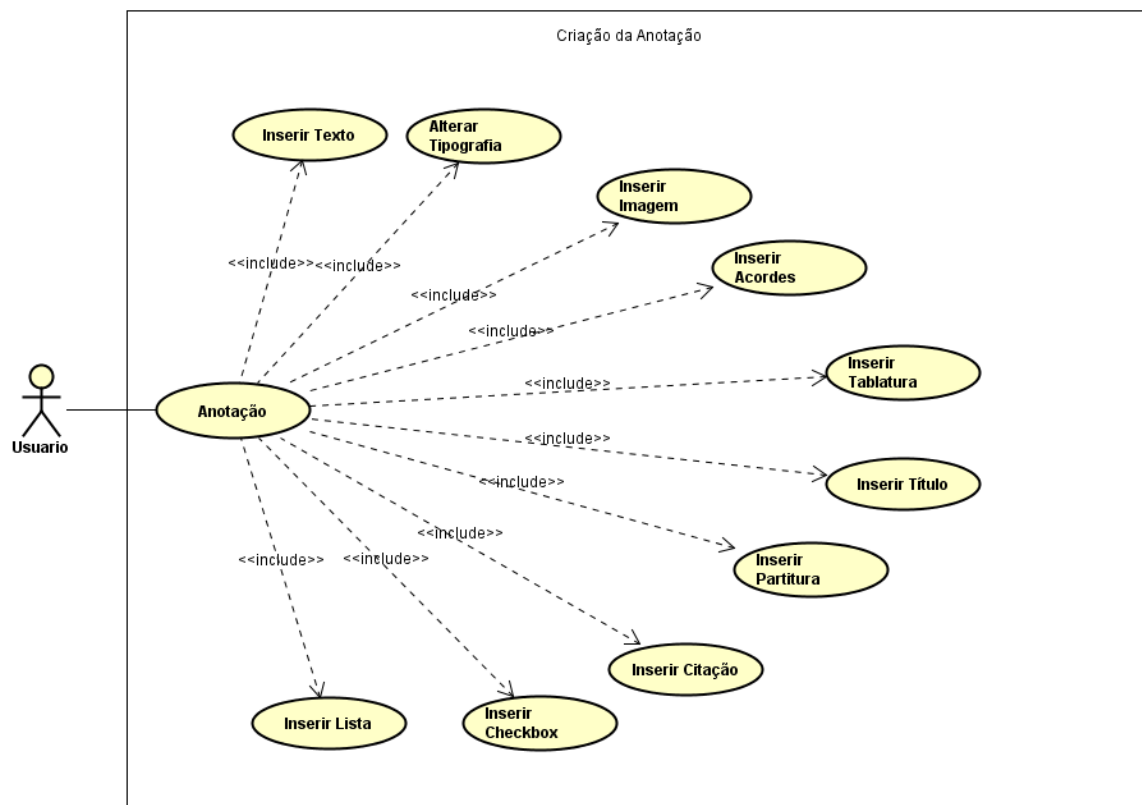 Criação da Anotação
Inserir Texto
Alterar
Tipografia
Inserir
Imagem
Inserir
Acordes
<<include>>
<<include>>
<<include>>
<<include>>
Inserir
Tablatura
<<include>>
Anotação
Usuario
<<include>>
Inserir Título
<<include>>
<<include>>
<<include>>
<<include>>
Inserir
Partitura
Inserir Citação
Inserir Lista
Inserir
Checkbox